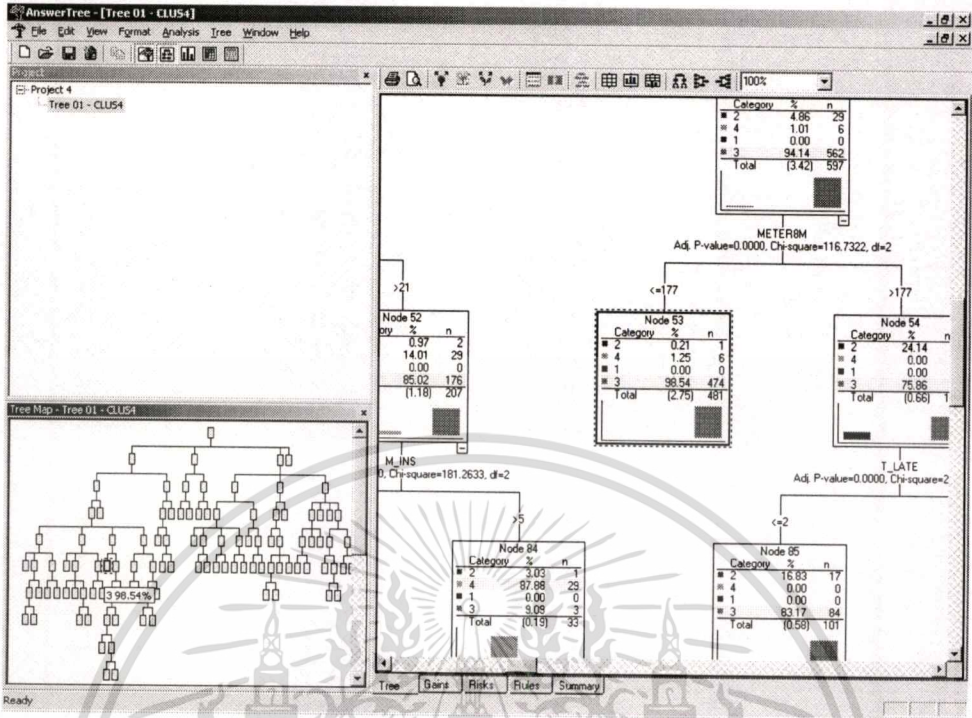 AnswerTree - [Tree 01 - CLUS4]
File Edit View Format Analysis Tree Window Help
Project
Project 4
Tree 01 - CLUS4
100%
Category % n
2 4.86 29
4 1.01 6
1 0.00 0
3 94.14 562
Total (3.42) 597
METER8M
Adj. P-value=0.0000, Chi-square=116.7322, df=2
>21
<=177
>177
Node 52
ory % n
0.97 2
14.01 29
0.00 0
85.02 176
(1.18) 207
Node 53
Category % n
2 0.21 1
4 1.25 6
1 0.00 0
3 98.54 474
Total (2.75) 481
Node 54
Category % n
2 24.14
4 0.00
1 0.00
3 75.86
Total (0.66) 1
Tree Map - Tree 01 - CLUS4
3 98.54%
M_INS
0, Chi-square=181.2633, df=2
T_LATE
Adj. P-value=0.0000, Chi-square=2
>5
<=2
Node 84
Category % n
2 3.03 1
4 87.88 29
1 0.00 0
3 9.09 3
Total (0.19) 33
Node 85
Category % n
2 16.83 17
4 0.00 0
1 0.00 0
3 83.17 84
Total (0.58) 101
Tree Gains Risks Rules Summary
Ready